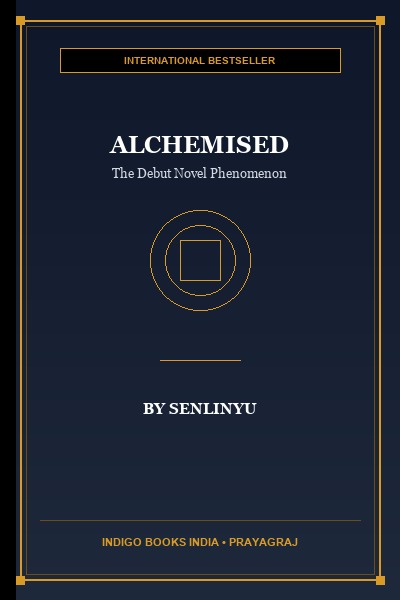 INTERNATIONAL BESTSELLER
ALCHEMISED
The Debut Novel Phenomenon
BY SENLINYU
INDIGO BOOKS INDIA • PRAYAGRAJ